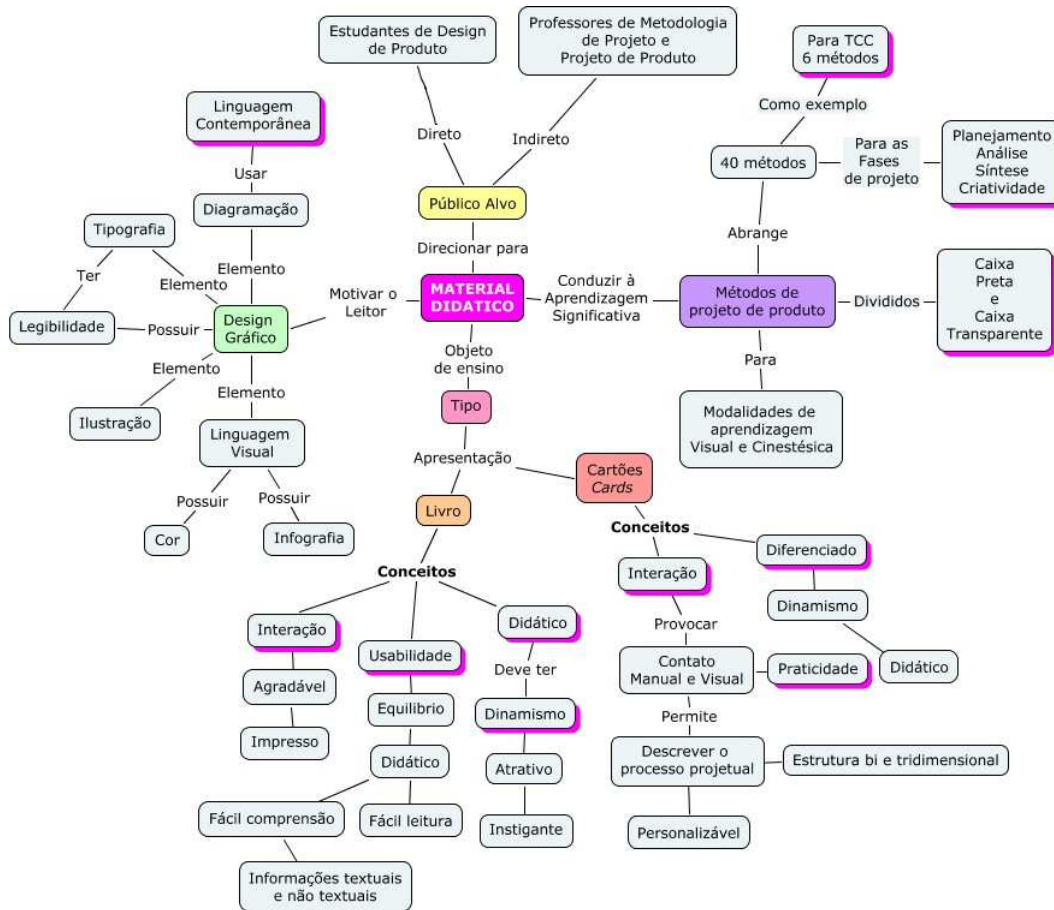 Estudantes de Design
de Produto
Professores de Metodologia
de Projeto e
Projeto de Produto
Para TCC
6 métodos
Linguagem
Contemporânea
Como exemplo
Direto
Indireto
Usar
40 métodos
Para as
Fases
de projeto
Planejamento
Análise
Síntese
Criatividade
Diagramação
Público Alvo
Tipografia
Abrange
Direcionar para
Ter
Elemento
Elemento
Motivar o
Leitor
MATERIAL
DIDATICO
Conduzir à
Aprendizagem
Significativa
Métodos de
projeto de produto
Divididos
Caixa
Preta
e
Caixa
Transparente
Legibilidade
Possuir
Design
Gráfico
Objeto
de ensino
Para
Elemento
Elemento
Tipo
Ilustração
Linguagem
Visual
Modalidades de
aprendizagem
Visual e Cinestésica
Apresentação
Cartões
Cards
Possuir
Possuir
Livro
Cor
Infografia
Conceitos
Diferenciado
Conceitos
Interação
Dinamismo
Interação
Didático
Provocar
Usabilidade
Deve ter
Contato
Manual e Visual
Praticidade
Didático
Agradável
Equilibrio
Dinamismo
Permite
Impresso
Didático
Atrativo
Descrever o
processo projetual
Estrutura bi e tridimensional
Fácil comprensão
Fácil leitura
Instigante
Personalizável
Informações textuais
e não textuais